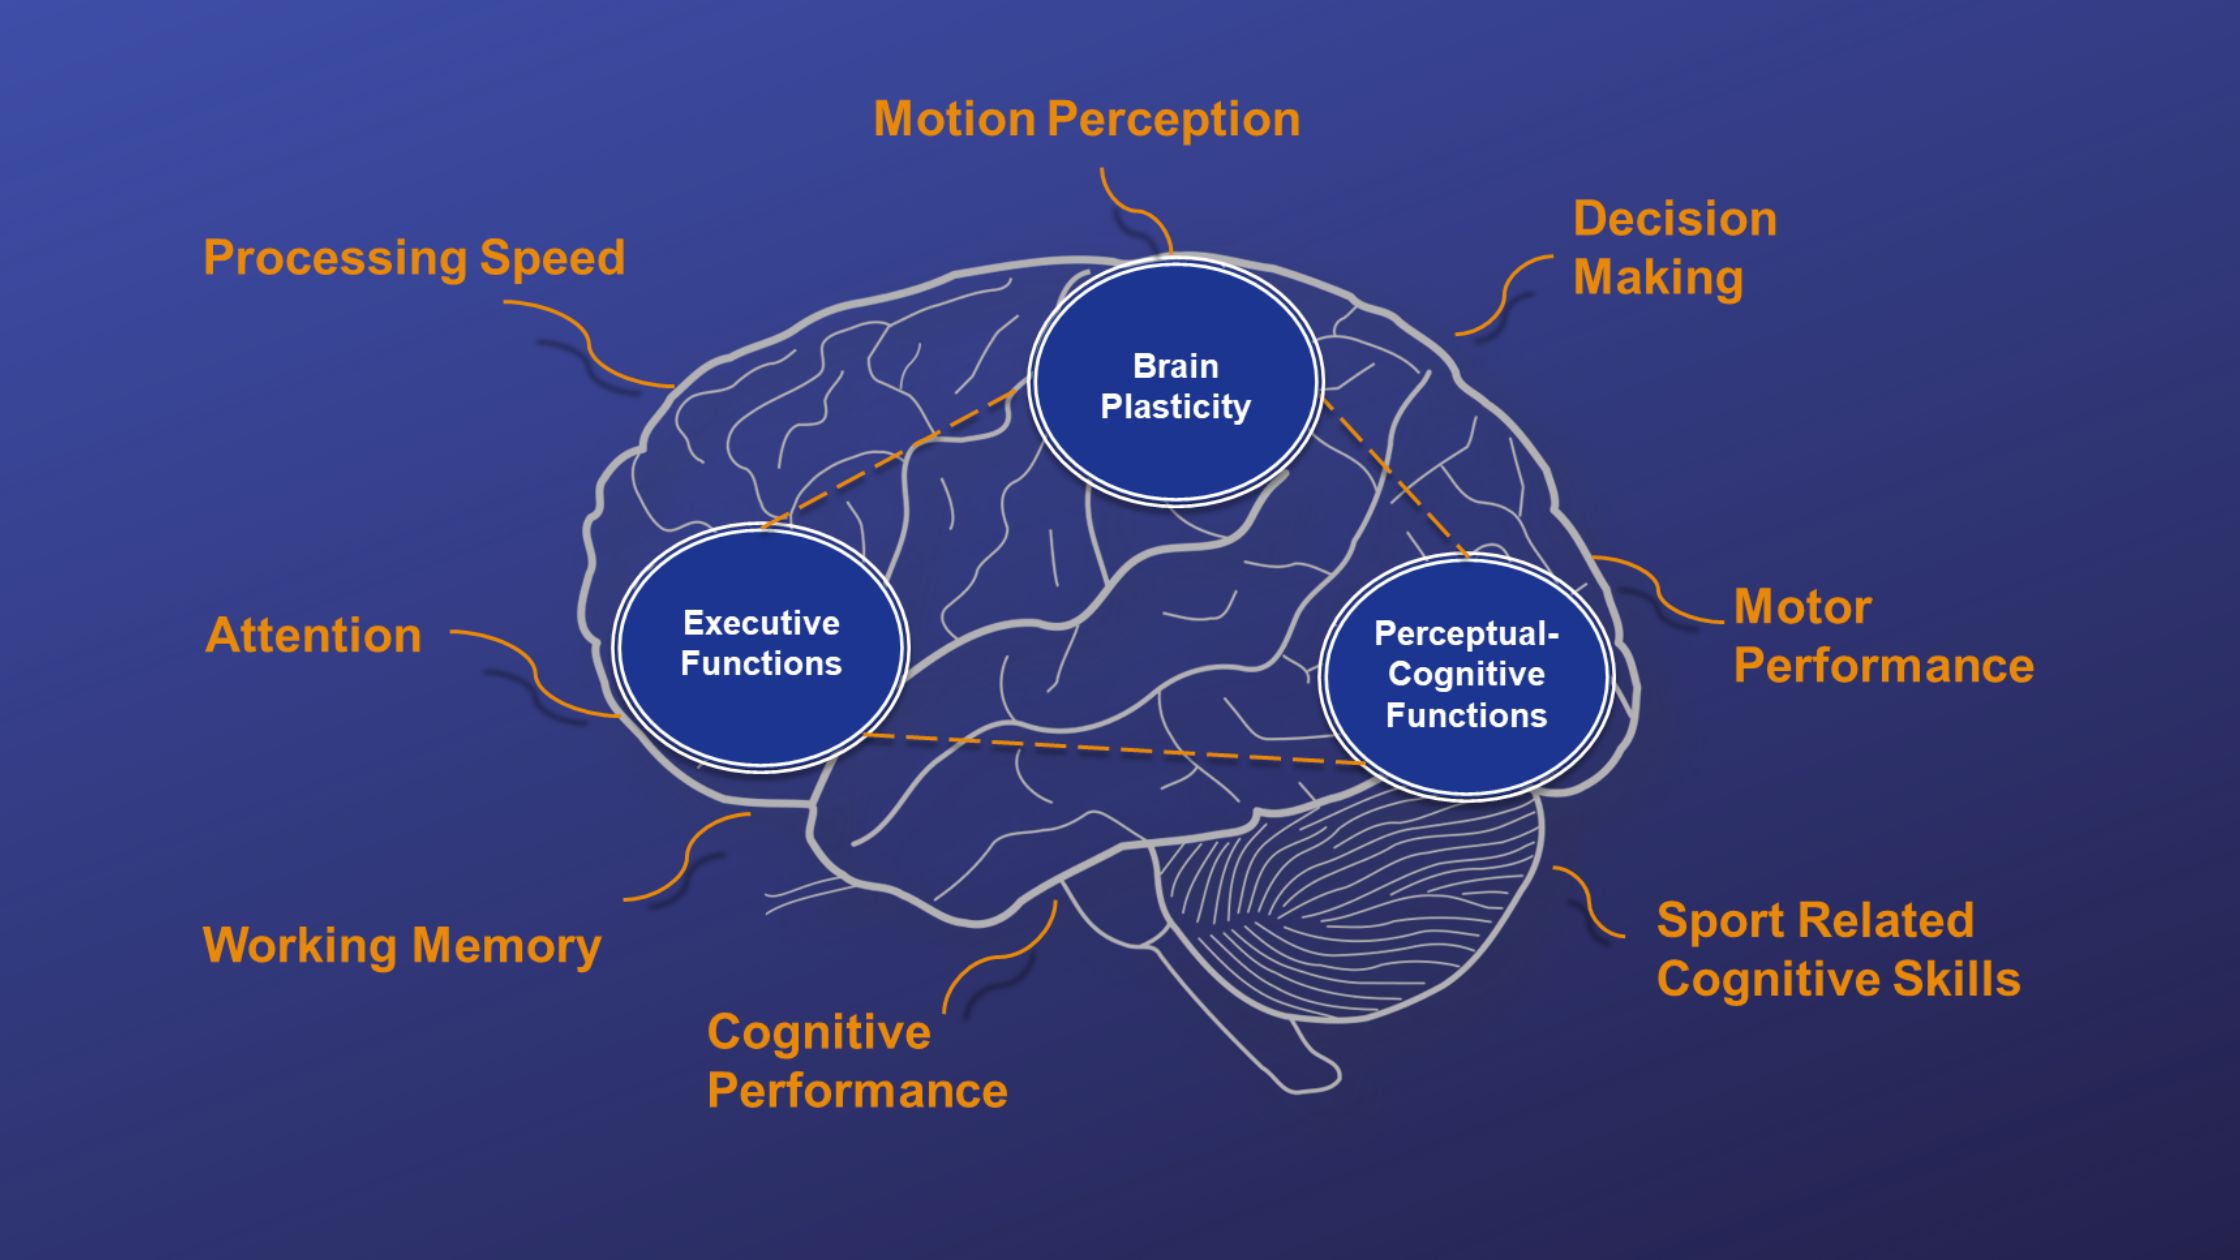 Motion Perception
Decision
Making
Processing Speed
Brain
Plasticity
Executive
Functions
Perceptual-
Cognitive
Functions
Attention
Motor
Performance
Working Memory
Sport Related
Cognitive Skills
Cognitive
Performance